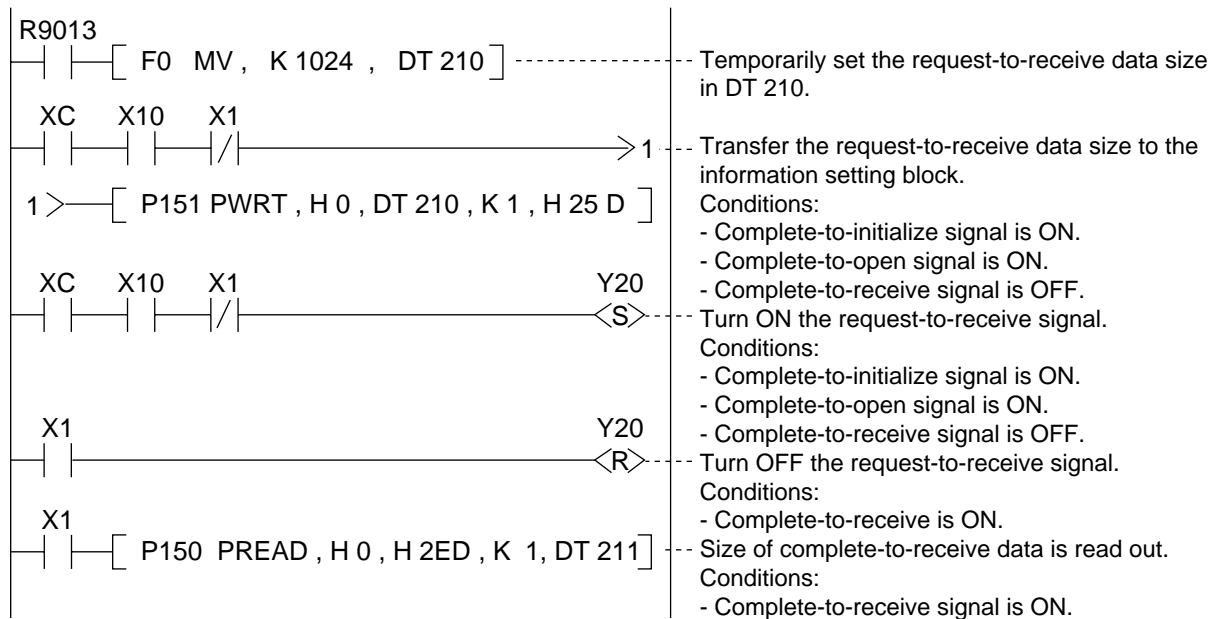 R9013
F0 MV , K 1024 , DT 210
Temporarily set the request-to-receive data size
in DT 210.
XC X10 X1
1
Transfer the request-to-receive data size to the
information setting block.
1 P151 PWRT , H 0 , DT 210 , K 1 , H 25 D
Conditions:
- Complete-to-initialize signal is ON.
- Complete-to-open signal is ON.
- Complete-to-receive signal is OFF.
XC X10 X1 Y20
S
Turn ON the request-to-receive signal.
Conditions:
- Complete-to-initialize signal is ON.
- Complete-to-open signal is ON.
- Complete-to-receive signal is OFF.
X1 Y20
R
Turn OFF the request-to-receive signal.
Conditions:
- Complete-to-receive is ON.
X1
P150 PREAD , H 0 , H 2ED , K 1, DT 211
Size of complete-to-receive data is read out.
Conditions:
- Complete-to-receive signal is ON.